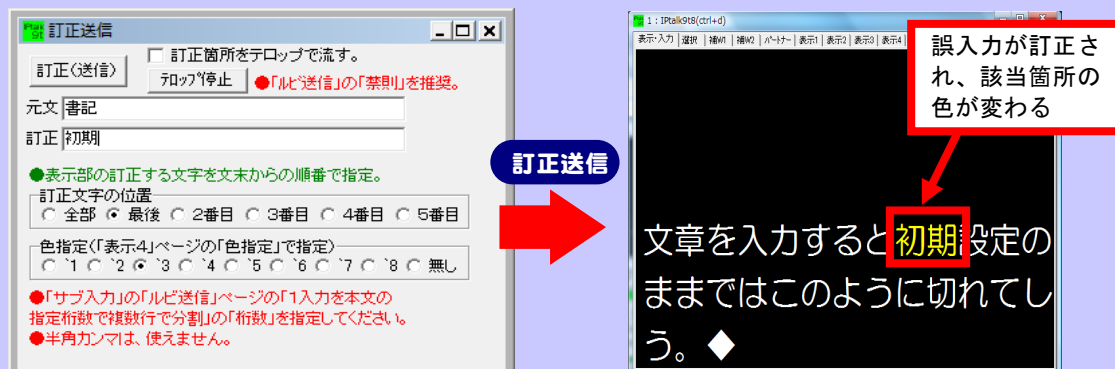 訂正送信
訂正(送信)
訂正箇所をテロップで流す。
テロップ停止
●「ルビ送信」の「禁則」を推奨。
元文 書記
訂正 初期
●表示部の訂正する文字を文末からの順番で指定。
訂正文字の位置
全部 最後 2番目 3番目 4番目 5番目
色指定(「表示4」ページの「色指定」で指定)
`1 `2 `3 `4 `5 `6 `7 `8 無し
●「サブ入力」の「ルビ送信」ページの「1入力を本文の
指定桁数で複数行で分割」の「桁数」を指定してください。
●半角カンマは、使えません。
訂正送信
1:IPtalk9t8(ctrl+d)
表示・入力 選択 補W1 補W2 パートナー 表示1 表示2 表示3 表示4
誤入力が訂正さ
れ、該当箇所の
色が変わる
文章を入力すると初期設定の
ままではこのように切れてし
う。◆